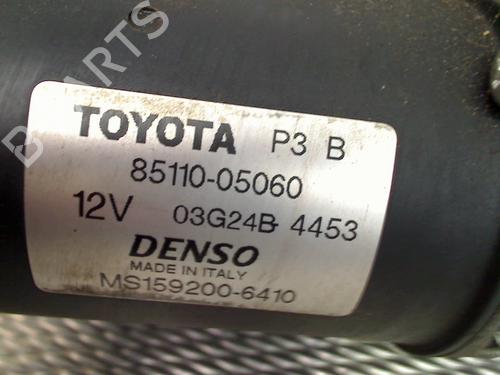 B-PARTS
TOYOTA P3 B
85110-05060
12V 03G24B-4453
DENSO
MADE IN ITALY
MS159200-6410